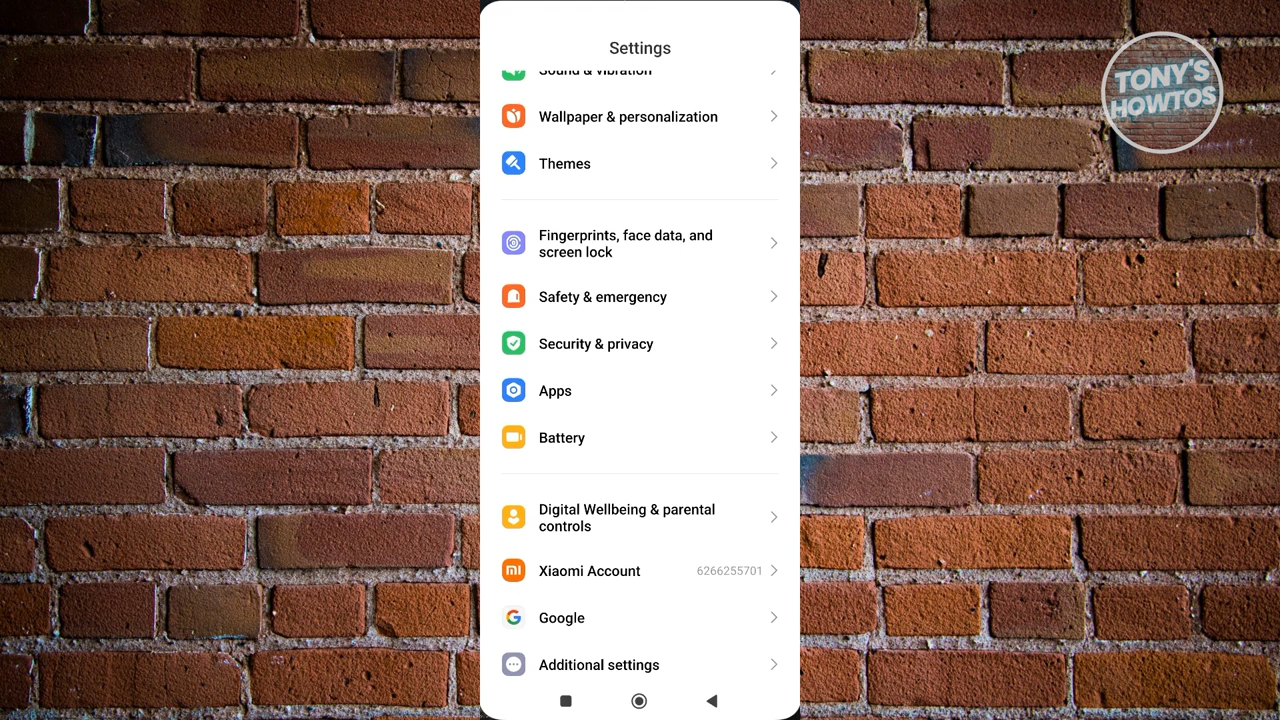 Settings
Sound & vibration
Wallpaper & personalization
Themes
Fingerprints, face data, and
screen lock
Safety & emergency
Security & privacy
Apps
Battery
Digital Wellbeing & parental
controls
Xiaomi Account 6266255701
Google
Additional settings
TONY'S
HOWTOS